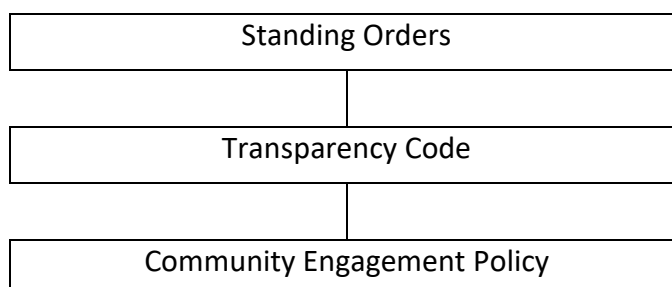 Standing Orders
Transparency Code
Community Engagement Policy